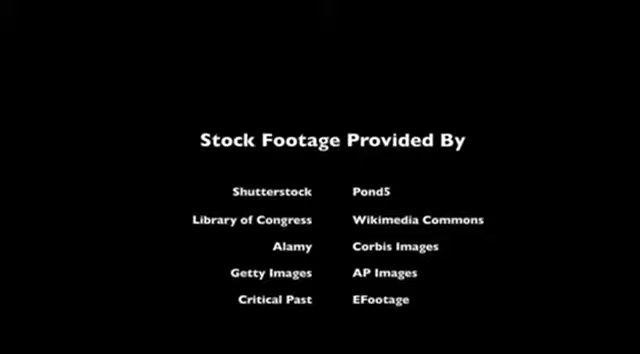 Stock Footage Provided By
Shutterstock Pond5
Library of Congress Wikimedia Commons
Alamy Corbis Images
Getty Images AP Images
Critical Past EFootage